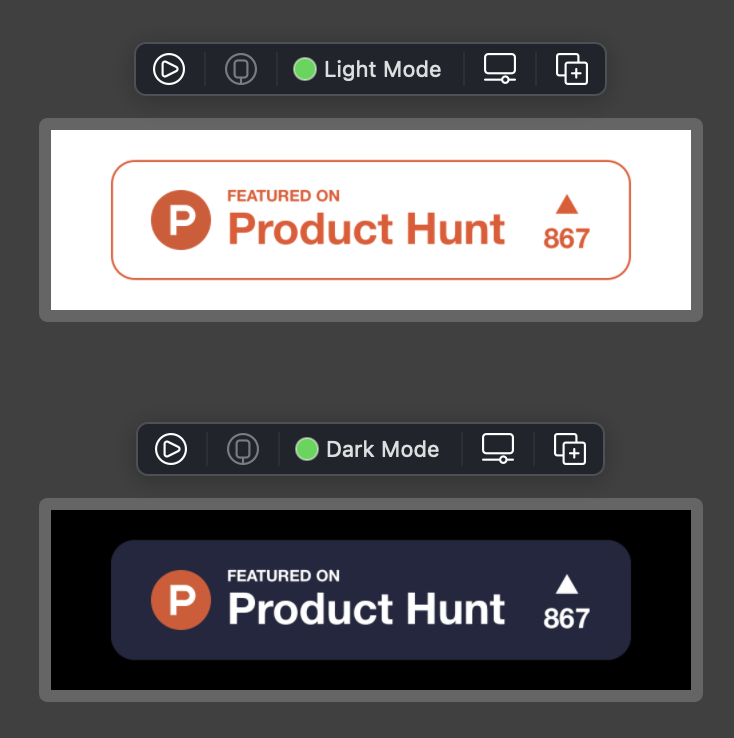 Light Mode
P
FEATURED ON
Product Hunt
▲
867
Dark Mode
P
FEATURED ON
Product Hunt
▲
867